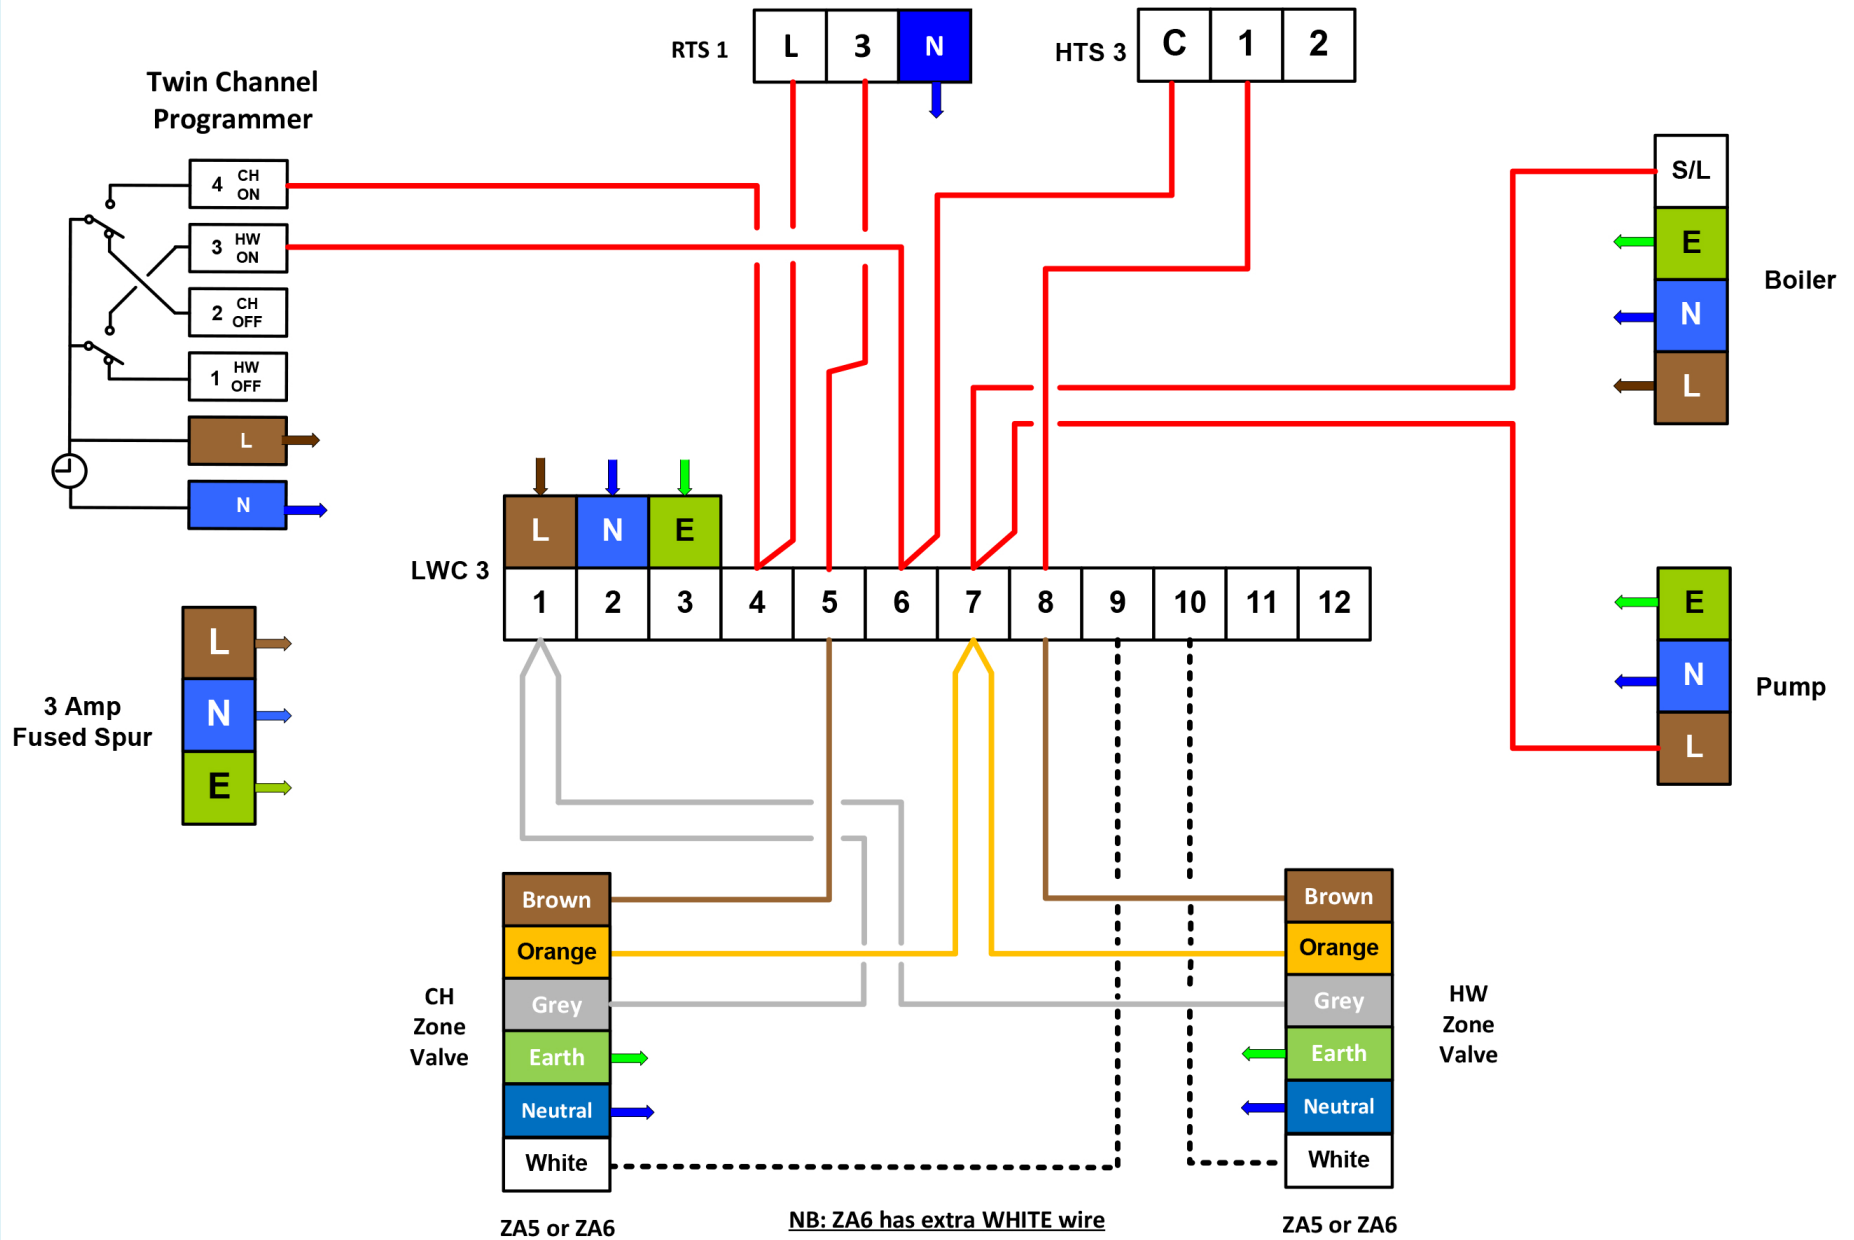 RTS 1
L
3
N
HTS 3
C
1
2
Twin Channel
Programmer
4
CH
ON
3
HW
ON
2
CH
OFF
1
HW
OFF
L
N
S/L
E
N
L
Boiler
L
N
E
LWC 3
1
2
3
4
5
6
7
8
9
10
11
12
3 Amp
Fused Spur
L
N
E
E
N
L
Pump
CH
Zone
Valve
Brown
Orange
Grey
Earth
Neutral
White
ZA5 or ZA6
NB: ZA6 has extra WHITE wire
Brown
Orange
Grey
Earth
Neutral
White
HW
Zone
Valve
ZA5 or ZA6